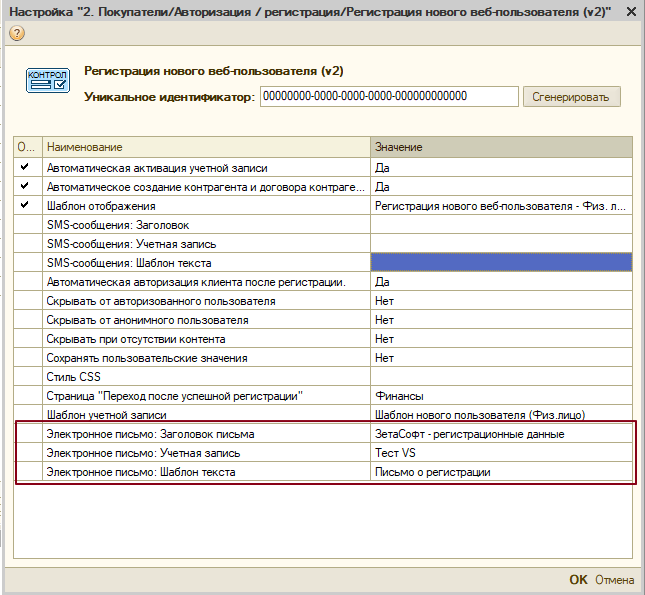 Настройка "2. Покупатели/Авторизация / регистрация/Регистрация нового веб-пользователя (v2)"
?
КОНТРОЛ
Регистрация нового веб-пользователя (v2)
Уникальное идентификатор: 00000000-0000-0000-0000-000000000000 Сгенерировать
О... Наименование Значение
Автоматическая активация учетной записи Да
Автоматическое создание контрагента и договора контраге... Да
Шаблон отображения Регистрация нового веб-пользователя - Физ. л...
SMS-сообщения: Заголовок
SMS-сообщения: Учетная запись
SMS-сообщения: Шаблон текста
Автоматическая авторизация клиента после регистрации. Да
Скрывать от авторизованного пользователя Нет
Скрывать от анонимного пользователя Нет
Скрывать при отсутствии контента Нет
Сохранять пользовательские значения Нет
Стиль CSS
Страница "Переход после успешной регистрации" Финансы
Шаблон учетной записи Шаблон нового пользователя (Физ.лицо)
Электронное письмо: Заголовок письма ЗетаСофт - регистрационные данные
Электронное письмо: Учетная запись Тест VS
Электронное письмо: Шаблон текста Письмо о регистрации
OK Отмена